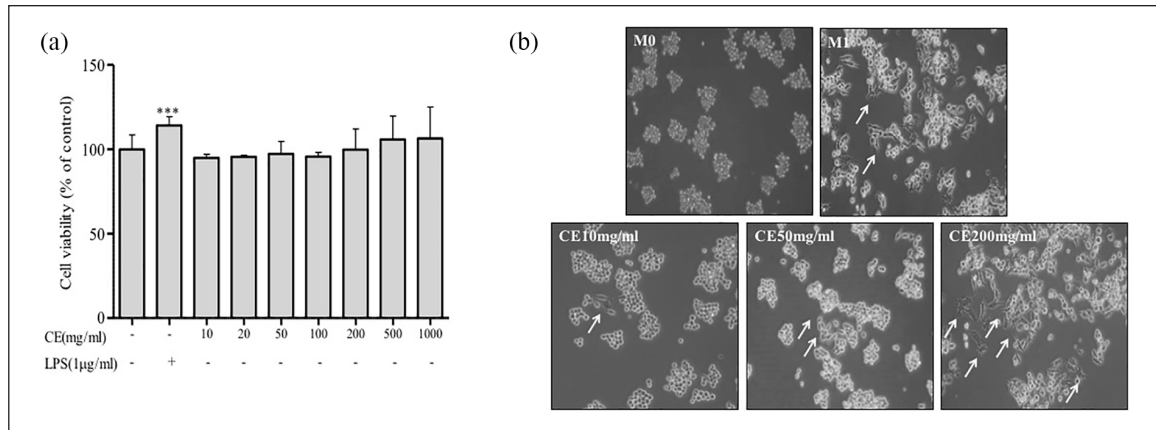 (a)
150
100
50
0
Cell viability (% of control)
***
CE(mg/ml) - - 10 20 50 100 200 500 1000
LPS(1μg/ml) - + - - - - - - -
(b)
M0
M1
CE10mg/ml
CE50mg/ml
CE200mg/ml